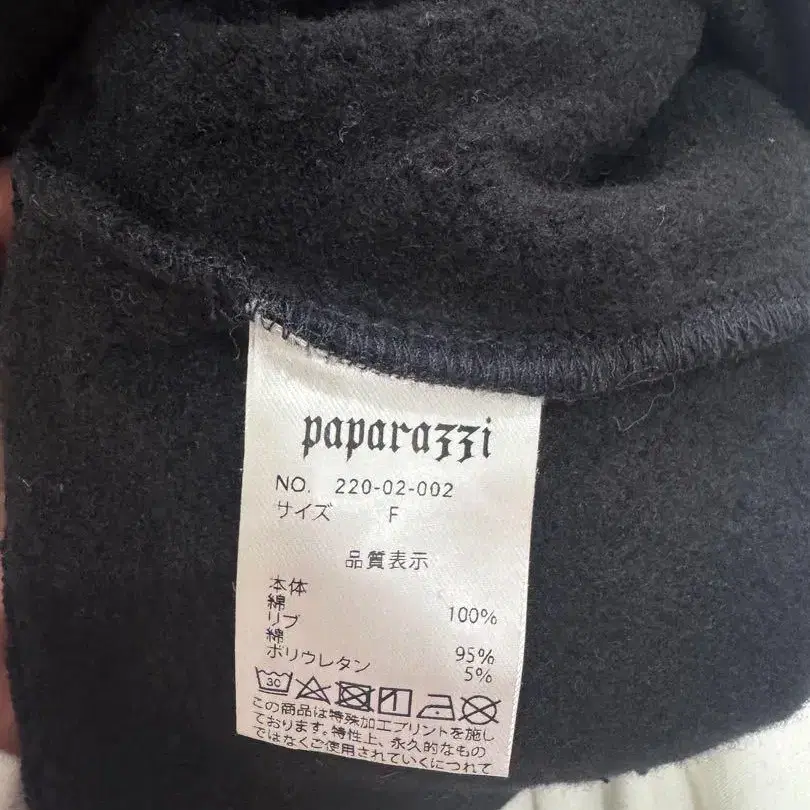 paparazzi
NO. 220-02-002
サイズ F
品質表示
本体
綿 100%
リブ
綿 95%
ポリウレタン 5%
30
この商品は特殊加工プリントを施し
ております。特性上、永久的なもの
ではなくご使用されていくにつれて